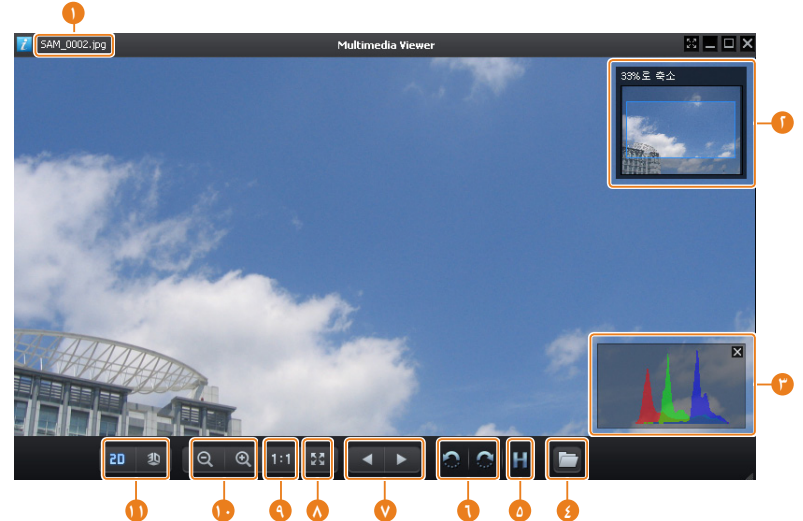 ١
SAM_0002.jpg
Multimedia Viewer
33%로 축소
٢
٣
2D 3D 1:1 H
١١ ١٠ ٩ ٨ ٧ ٦ ٥ ٤